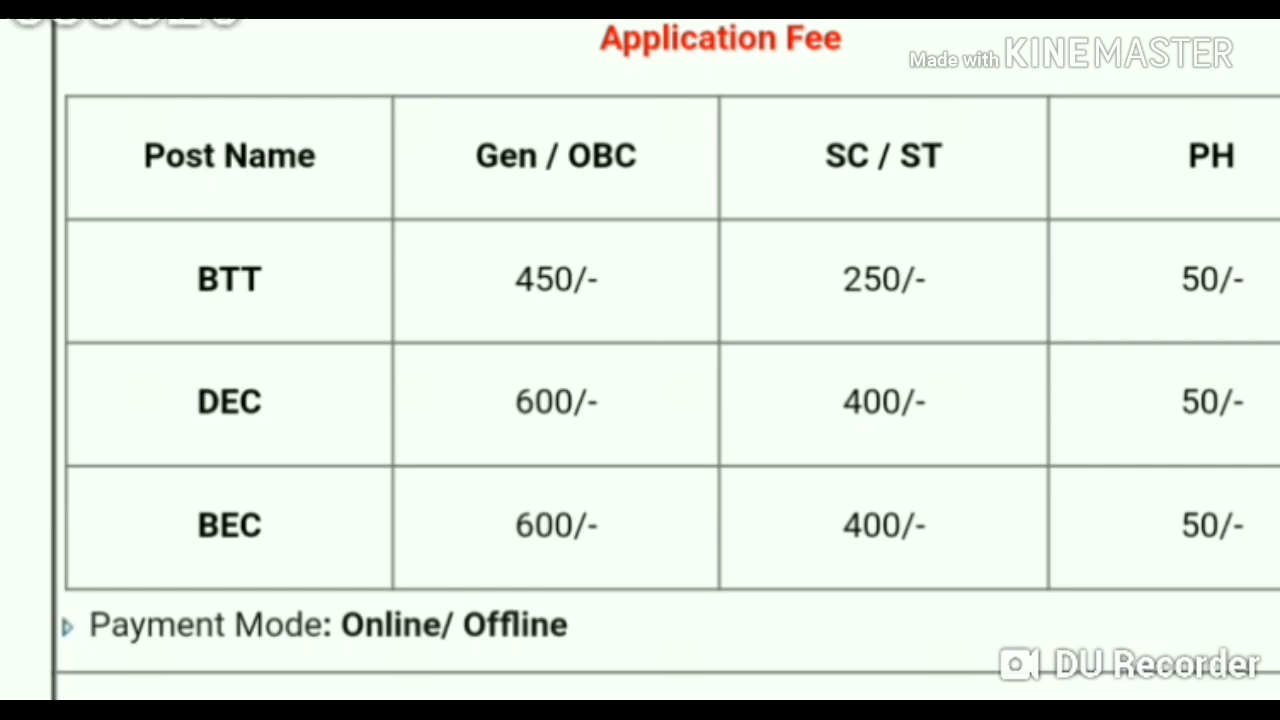 Application Fee
Made with KINEMASTER
Post Name Gen / OBC SC / ST PH
BTT 450/- 250/- 50/-
DEC 600/- 400/- 50/-
BEC 600/- 400/- 50/-
Payment Mode: Online/ Offline
DU Recorder